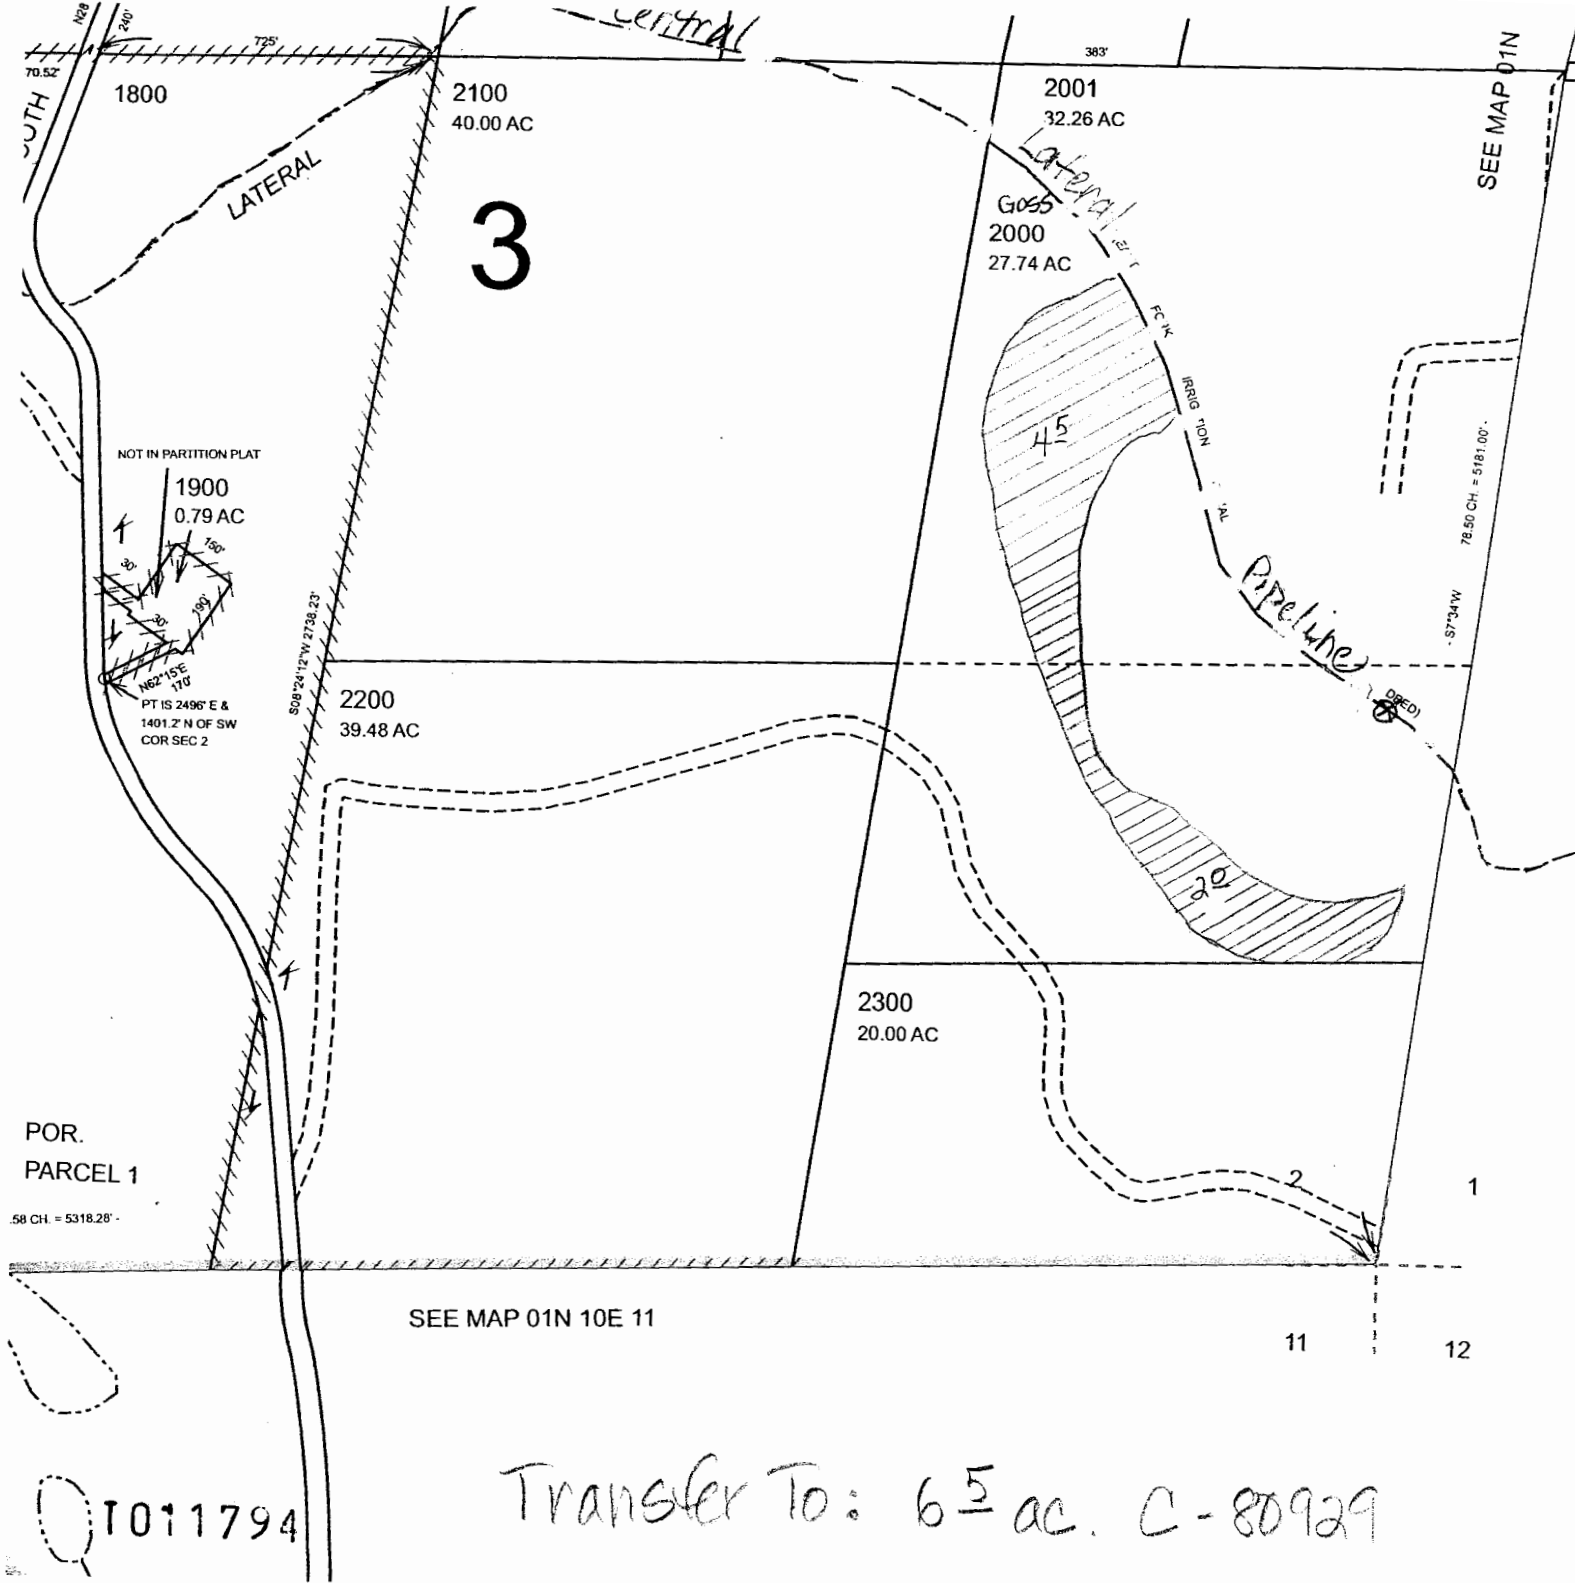 N28
240'
Central
725'
383'
70.52'
1800
2100
40.00 AC
2001
32.26 AC
SEE MAP 01N
LATERAL
3
Lateral
Goss
2000
27.74 AC
4 5
NOT IN PARTITION PLAT
1900
0.79 AC
150'
30'
190'
30'
N62°15'E
170'
PT IS 2496' E &
1401.2' N OF SW
COR SEC 2
S08°24'12"W 2738.23'
78.50 CH. = 5181.00' -
- S7°34'W
Pipeline
2200
39.48 AC
2 0
2300
20.00 AC
POR.
PARCEL 1
.58 CH. = 5318.28' -
2
1
SEE MAP 01N 10E 11
11
12
Transfer To: 6 5 ac. C-80929
T011794